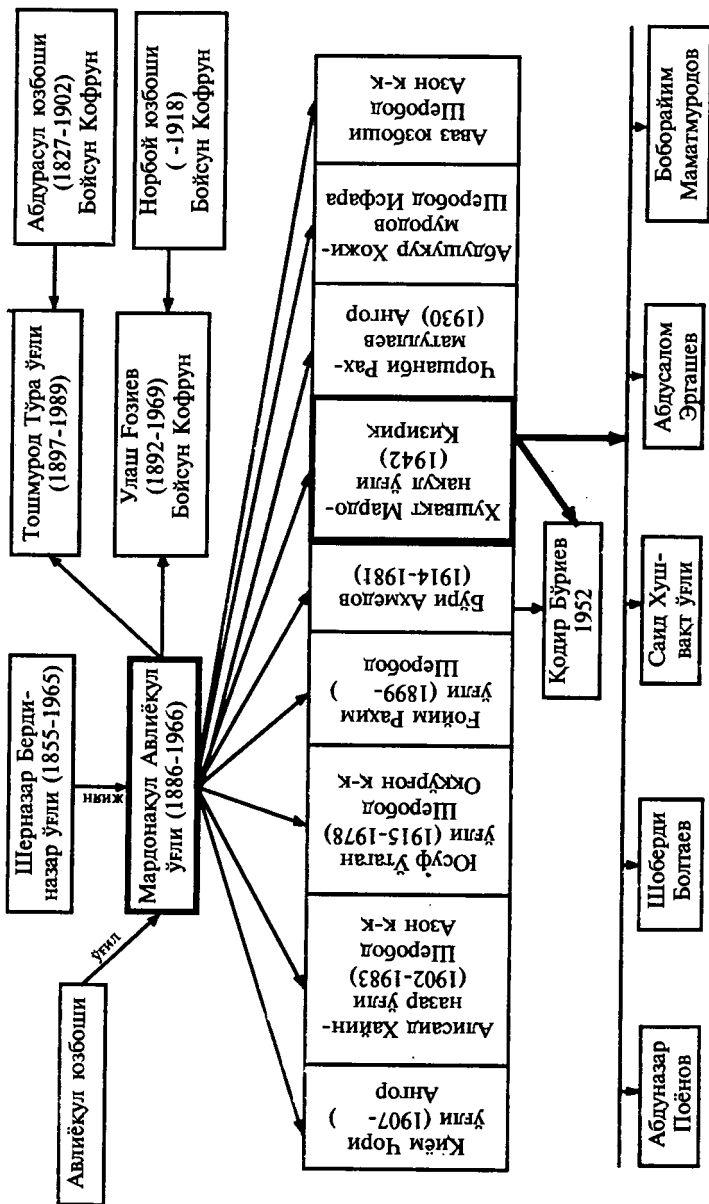 Авлиёқул юзбоши
ўғил
Шерназар Берди-
назар ўғли (1855-1965)
жиян
Мардонақул Авлиёқул
ўғли (1886-1966)
Тошмурод Тўра ўғли
(1897-1989)
Абдурасул юзбоши
(1827-1902)
Бойсун Кофрун
Улаш Ғозиев
(1892-1969)
Бойсун Кофрун
Норбой юзбоши
( -1918)
Бойсун Кофрун
Қиём Чори
ўғли (1907- )
Ангор
Алисаид Хайин-
назар ўғли
(1902-1983)
Шеробод
Азон қ-қ
Юсуф Ўтаган
ўғли (1915-1978)
Шеробод
Оққўрғон қ-қ
Ғойим Раҳим
ўғли (1899- )
Шеробод
Бўри Ахмедов
(1914-1981)
Хушвақт Мардо-
нақул ўғли
(1942)
Қизириқ
Чоршанби Рах-
матуллаев
(1930) Ангор
Абдушукур Хожи-
муродов
Шеробод Исфара
Аваз юзбоши
Шеробод
Азон қ-қ
Қодир Бўриев
1952
Абдуназар
Поёнов
Шоберди
Болтаев
Саид Хуш-
вақт ўғли
Абдусалом
Эргашев
Боборайим
Маматмуродов